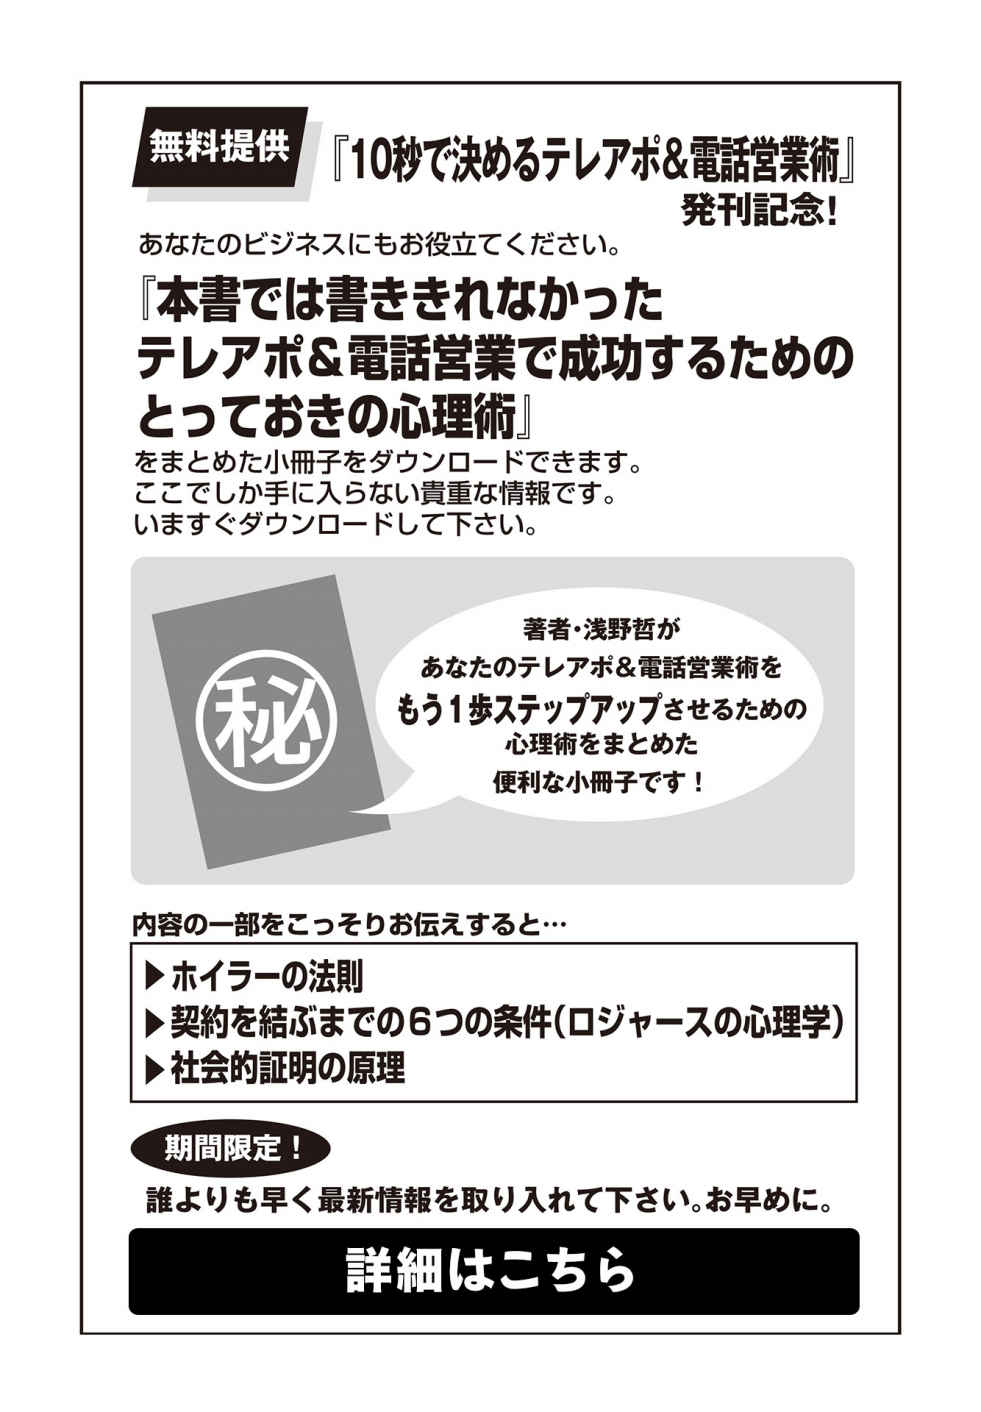 無料提供
『10秒で決めるテレアポ&電話営業術』
発刊記念!
あなたのビジネスにもお役立てください。
『本書では書ききれなかった
テレアポ&電話営業で成功するための
とっておきの心理術』
をまとめた小冊子をダウンロードできます。
ここでしか手に入らない貴重な情報です。
いますぐダウンロードして下さい。
秘
著者・浅野哲が
あなたのテレアポ&電話営業術を
もう1歩ステップアップさせるための
心理術をまとめた
便利な小冊子です!
内容の一部をこっそりお伝えすると…
▶ホイラーの法則
▶契約を結ぶまでの6つの条件(ロジャースの心理学)
▶社会的証明の原理
期間限定!
誰よりも早く最新情報を取り入れて下さい。お早めに。
詳細はこちら